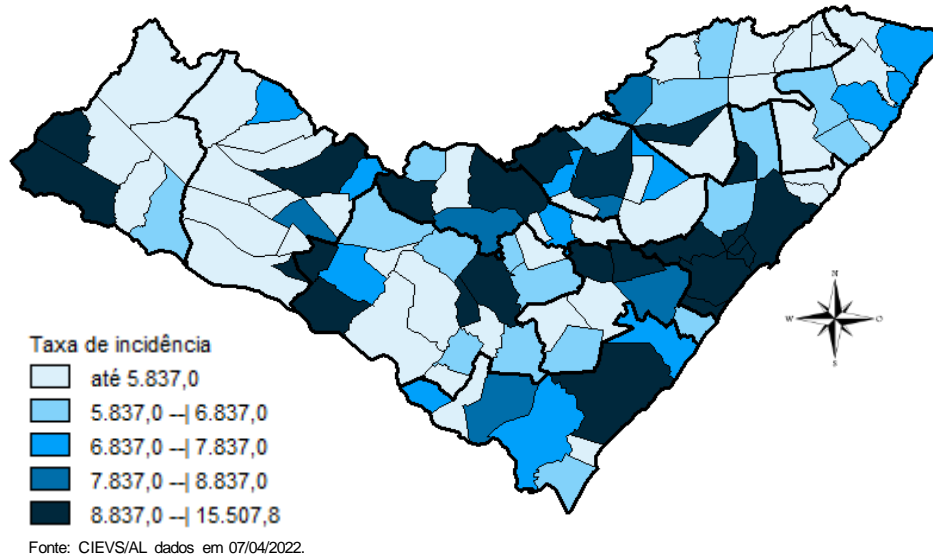 N
W
O
S
Taxa de incidência
até 5.837,0
5.837,0 --| 6.837,0
6.837,0 --| 7.837,0
7.837,0 --| 8.837,0
8.837,0 --| 15.507,8
Fonte: CIEVS/AL dados em 07/04/2022.